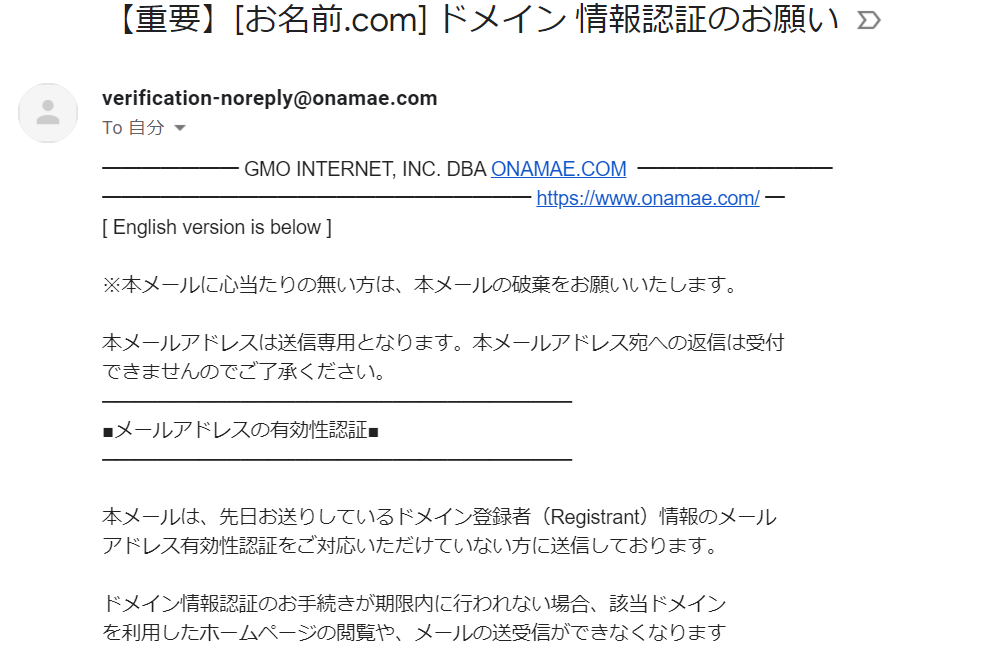 【重要】[お名前.com] ドメイン 情報認証のお願い
verification-noreply@onamae.com
To 自分
━━━━━━━ GMO INTERNET, INC. DBA ONAMAE.COM ━━━━━━━━━━
━━━━━━━━━━━━━━━━━━━━━━ https://www.onamae.com/ ━
[ English version is below ]
※本メールに心当たりの無い方は、本メールの破棄をお願いいたします。
本メールアドレスは送信専用となります。本メールアドレス宛への返信は受付
できませんのでご了承ください。
━━━━━━━━━━━━━━━━━━━━━━━━
■メールアドレスの有効性認証■
━━━━━━━━━━━━━━━━━━━━━━━━
本メールは、先日お送りしているドメイン登録者（Registrant）情報のメール
アドレス有効性認証をご対応いただけていない方に送信しております。
ドメイン情報認証のお手続きが期限内に行われない場合、該当ドメイン
を利用したホームページの閲覧や、メールの送受信ができなくなります